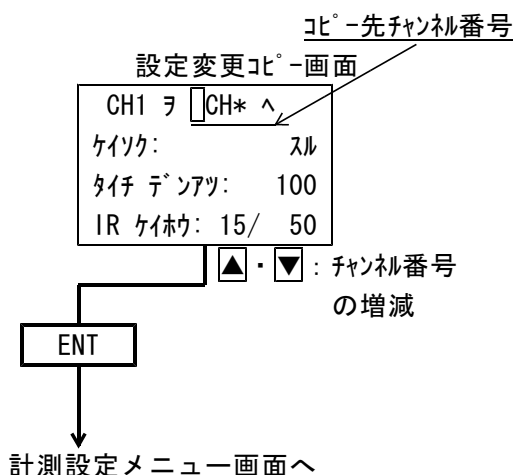 ｺﾋﾟｰ先ﾁｬﾝﾈﾙ番号
設定変更ｺﾋﾟｰ画面
CH1 ｦ CH* ﾍ
ｹｲｿｸ: ｽﾙ
ﾀｲﾁ ﾃﾞﾝｱﾂ: 100
IR ｹｲﾎｳ: 15/ 50
▲・▼：ﾁｬﾝﾈﾙ番号
の増減
ENT
計測設定メニュー画面へ